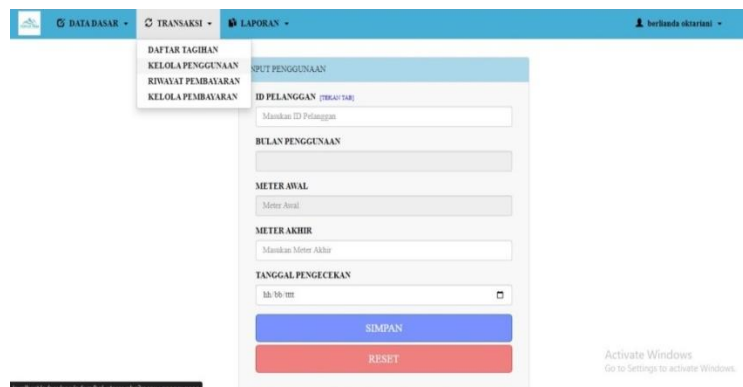 DATA DASAR
TRANSAKSI
LAPORAN
berlianda oktariani
DAFTAR TAGIHAN
KELOLA PENGGUNAAN
RIWAYAT PEMBAYARAN
KELOLA PEMBAYARAN
NPUT PENGGUNAAN
ID PELANGGAN [TEKAN TAB]
Masukan ID Pelanggan
BULAN PENGGUNAAN
METER AWAL
Meter Awal
METER AKHIR
Masukan Meter Akhir
TANGGAL PENGECEKAN
hh/bb/tttt
SIMPAN
RESET
Activate Windows
Go to Settings to activate Windows.